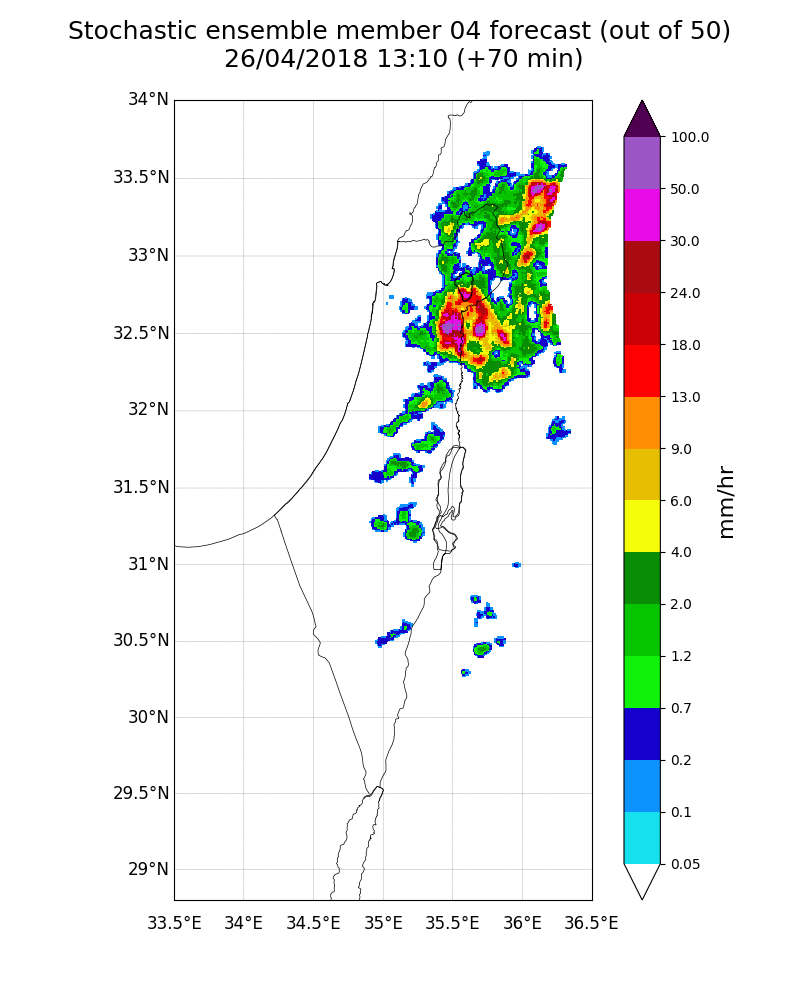 Stochastic ensemble member 04 forecast (out of 50)
26/04/2018 13:10 (+70 min)
34°N
33.5°N
33°N
32.5°N
32°N
31.5°N
31°N
30.5°N
30°N
29.5°N
29°N
33.5°E
34°E
34.5°E
35°E
35.5°E
36°E
36.5°E
100.0
50.0
30.0
24.0
18.0
13.0
9.0
6.0
4.0
2.0
1.2
0.7
0.2
0.1
0.05
mm/hr